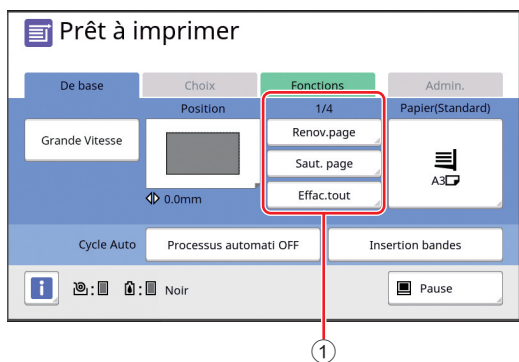 Prêt à imprimer
De base Choix Fonctions Admin.
Position 1/4 Papier(Standard)
Grande Vitesse
Renov.page
Saut. page
Effac.tout
A3
0.0mm
Cycle Auto Processus automati OFF Insertion bandes
i : : Noir Pause
1